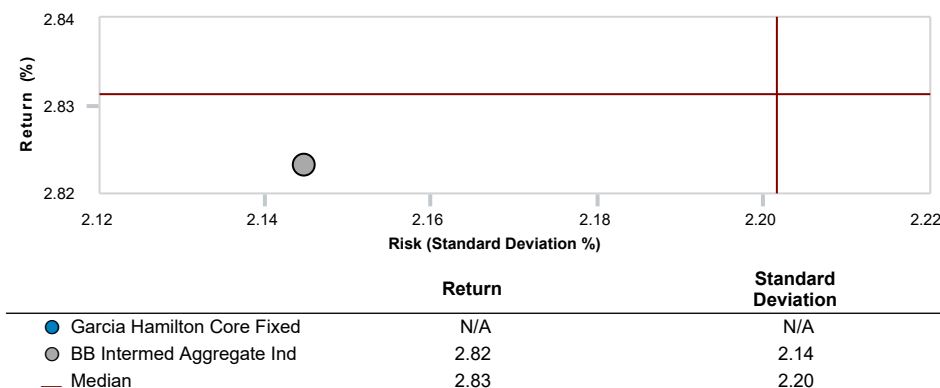 2.84
2.83
2.82
Return (%)
2.12 2.14 2.16 2.18 2.20 2.22
Risk (Standard Deviation %)
Return Standard Deviation
Garcia Hamilton Core Fixed N/A N/A
BB Intermed Aggregate Ind 2.82 2.14
Median 2.83 2.20